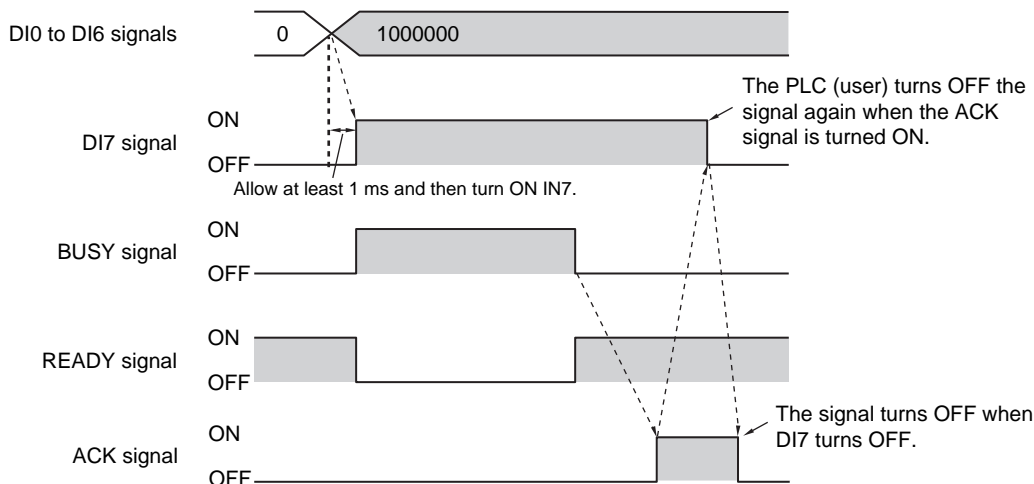 DI0 to DI6 signals
0
1000000
The PLC (user) turns OFF the
signal again when the ACK
signal is turned ON.
DI7 signal
ON
OFF
Allow at least 1 ms and then turn ON IN7.
BUSY signal
ON
OFF
READY signal
ON
OFF
The signal turns OFF when
DI7 turns OFF.
ACK signal
ON
OFF